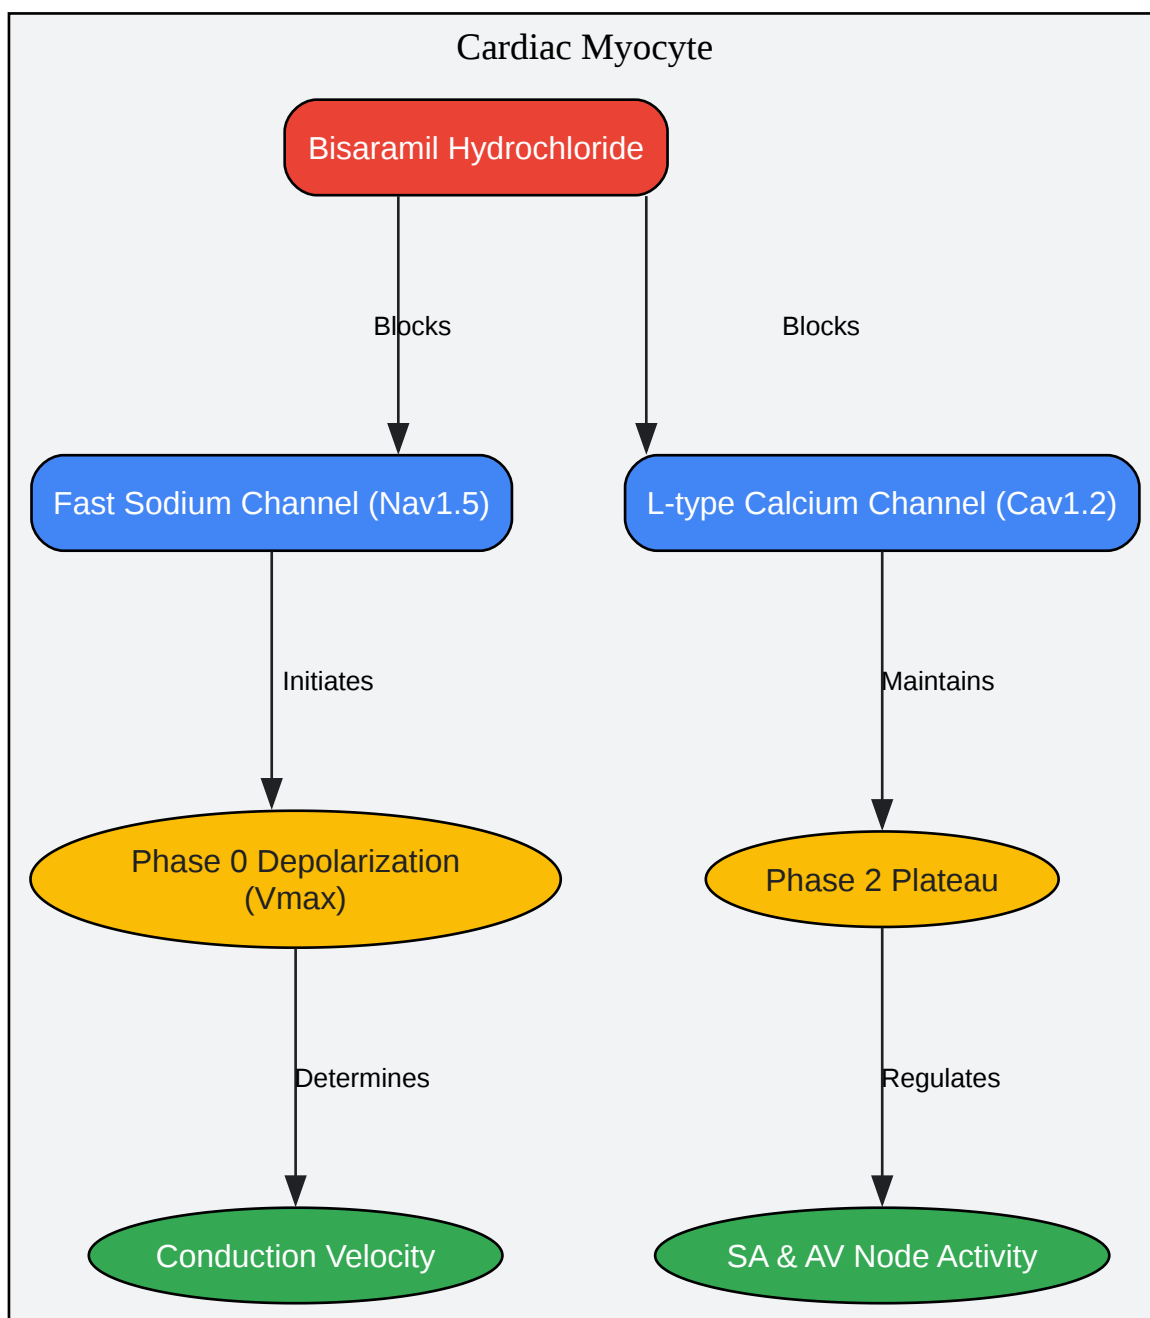 Cardiac Myocyte
Bisaramil Hydrochloride
Blocks
Blocks
Fast Sodium Channel (Nav1.5)
L-type Calcium Channel (Cav1.2)
Initiates
Maintains
Phase 0 Depolarization
(Vmax)
Phase 2 Plateau
Determines
Regulates
Conduction Velocity
SA & AV Node Activity